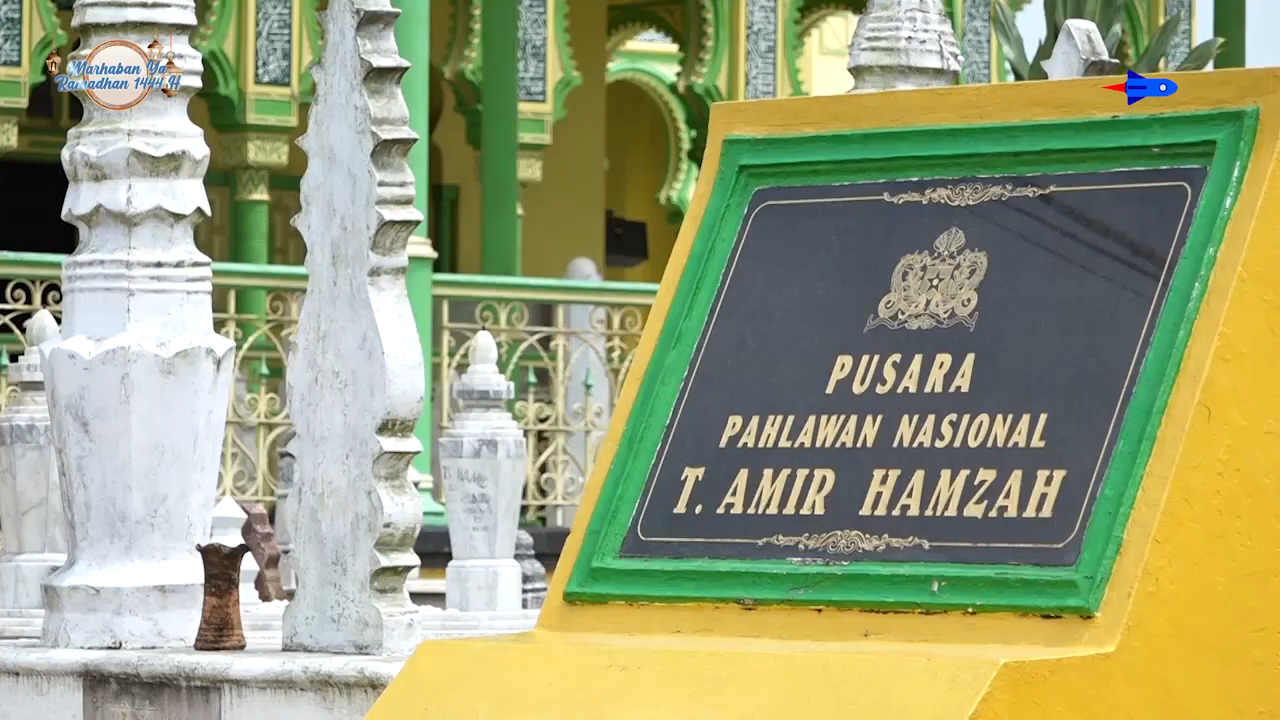 Marhaban Ya
Ramadhan 1444 H
PUSARA
PAHLAWAN NASIONAL
T. AMIR HAMZAH